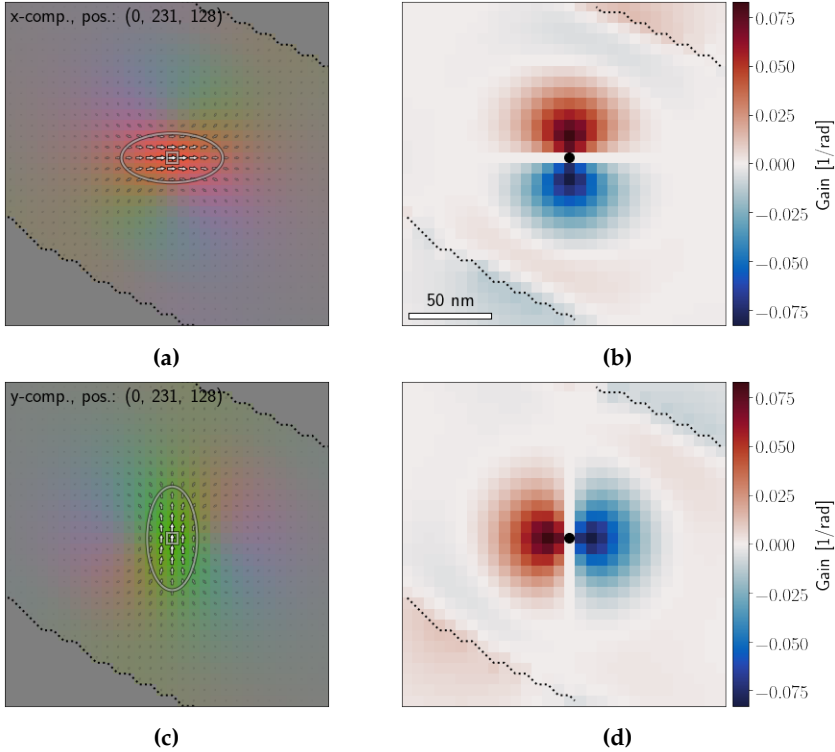 x-comp., pos.: (0, 231, 128)
0.075
0.050
0.025
0.000
−0.025
−0.050
−0.075
Gain [1/rad]
50 nm
(a)
(b)
y-comp., pos.: (0, 231, 128)
0.075
0.050
0.025
0.000
−0.025
−0.050
−0.075
Gain [1/rad]
(c)
(d)